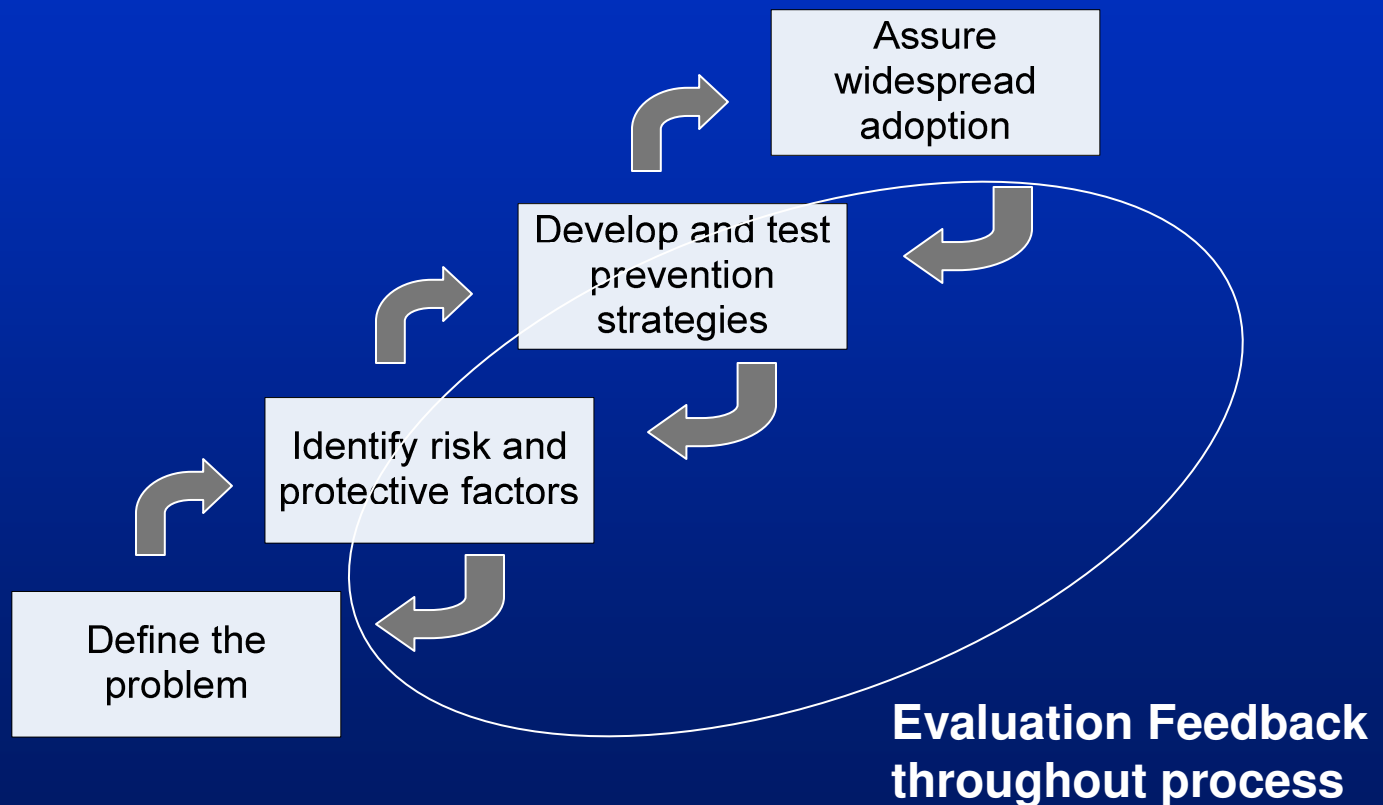 Assure
widespread
adoption
Develop and test
prevention
strategies
Identify risk and
protective factors
Define the
problem
Evaluation Feedback
throughout process